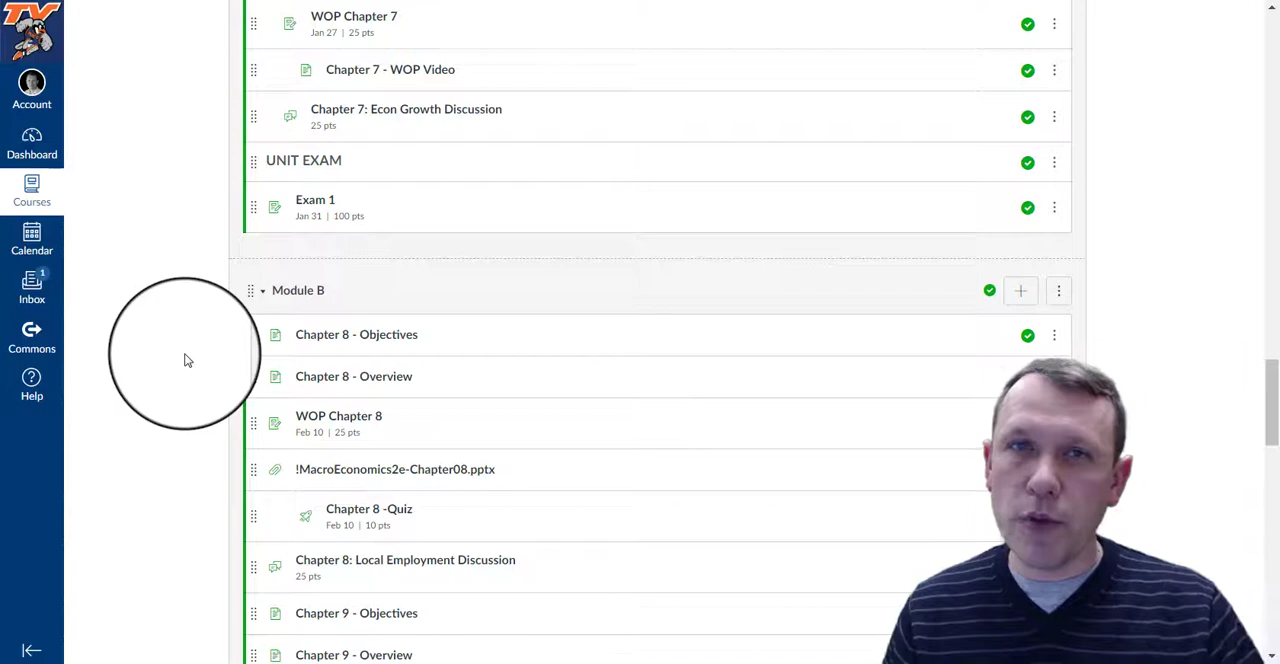 TV
WOP Chapter 7
Jan 27 | 25 pts
Chapter 7 - WOP Video
Chapter 7: Econ Growth Discussion
25 pts
UNIT EXAM
Exam 1
Jan 31 | 100 pts
Account
Dashboard
Courses
Calendar
1
Inbox
Commons
Help
Module B
Chapter 8 - Objectives
Chapter 8 - Overview
WOP Chapter 8
Feb 10 | 25 pts
!MacroEconomics2e-Chapter08.pptx
Chapter 8 -Quiz
Feb 10 | 10 pts
Chapter 8: Local Employment Discussion
25 pts
Chapter 9 - Objectives
Chapter 9 - Overview